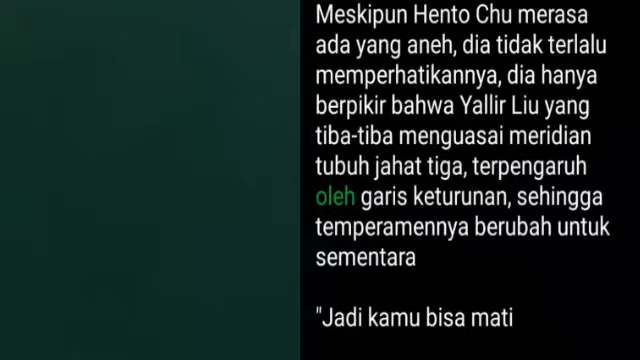 Meskipun Hento Chu merasa
ada yang aneh, dia tidak terlalu
memperhatikannya, dia hanya
berpikir bahwa Yallir Liu yang
tiba-tiba menguasai meridian
tubuh jahat tiga, terpengaruh
oleh garis keturunan, sehingga
temperamennya berubah untuk
sementara
"Jadi kamu bisa mati